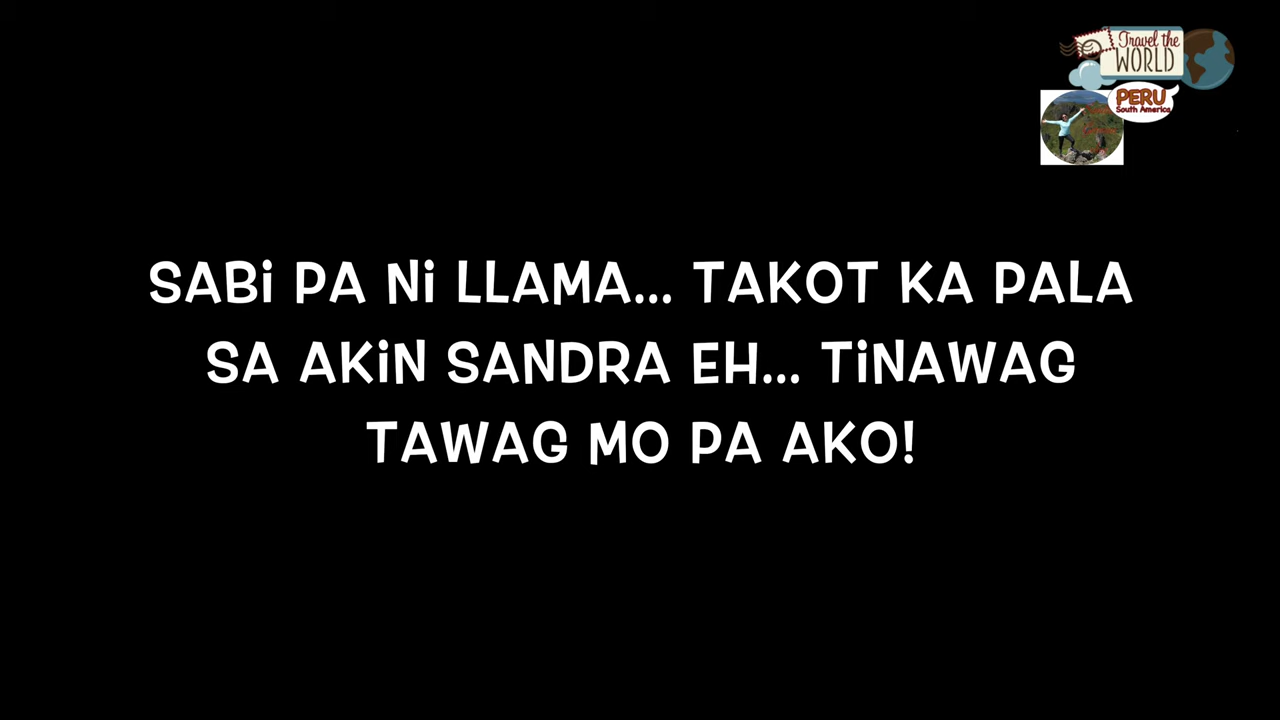 Travel the
WORLD
PERU
South America
SABi PA Ni LLAMA... TAKOT KA PALA
SA AKiN SANDRA EH... TiNAWAG
TAWAG MO PA AKO!